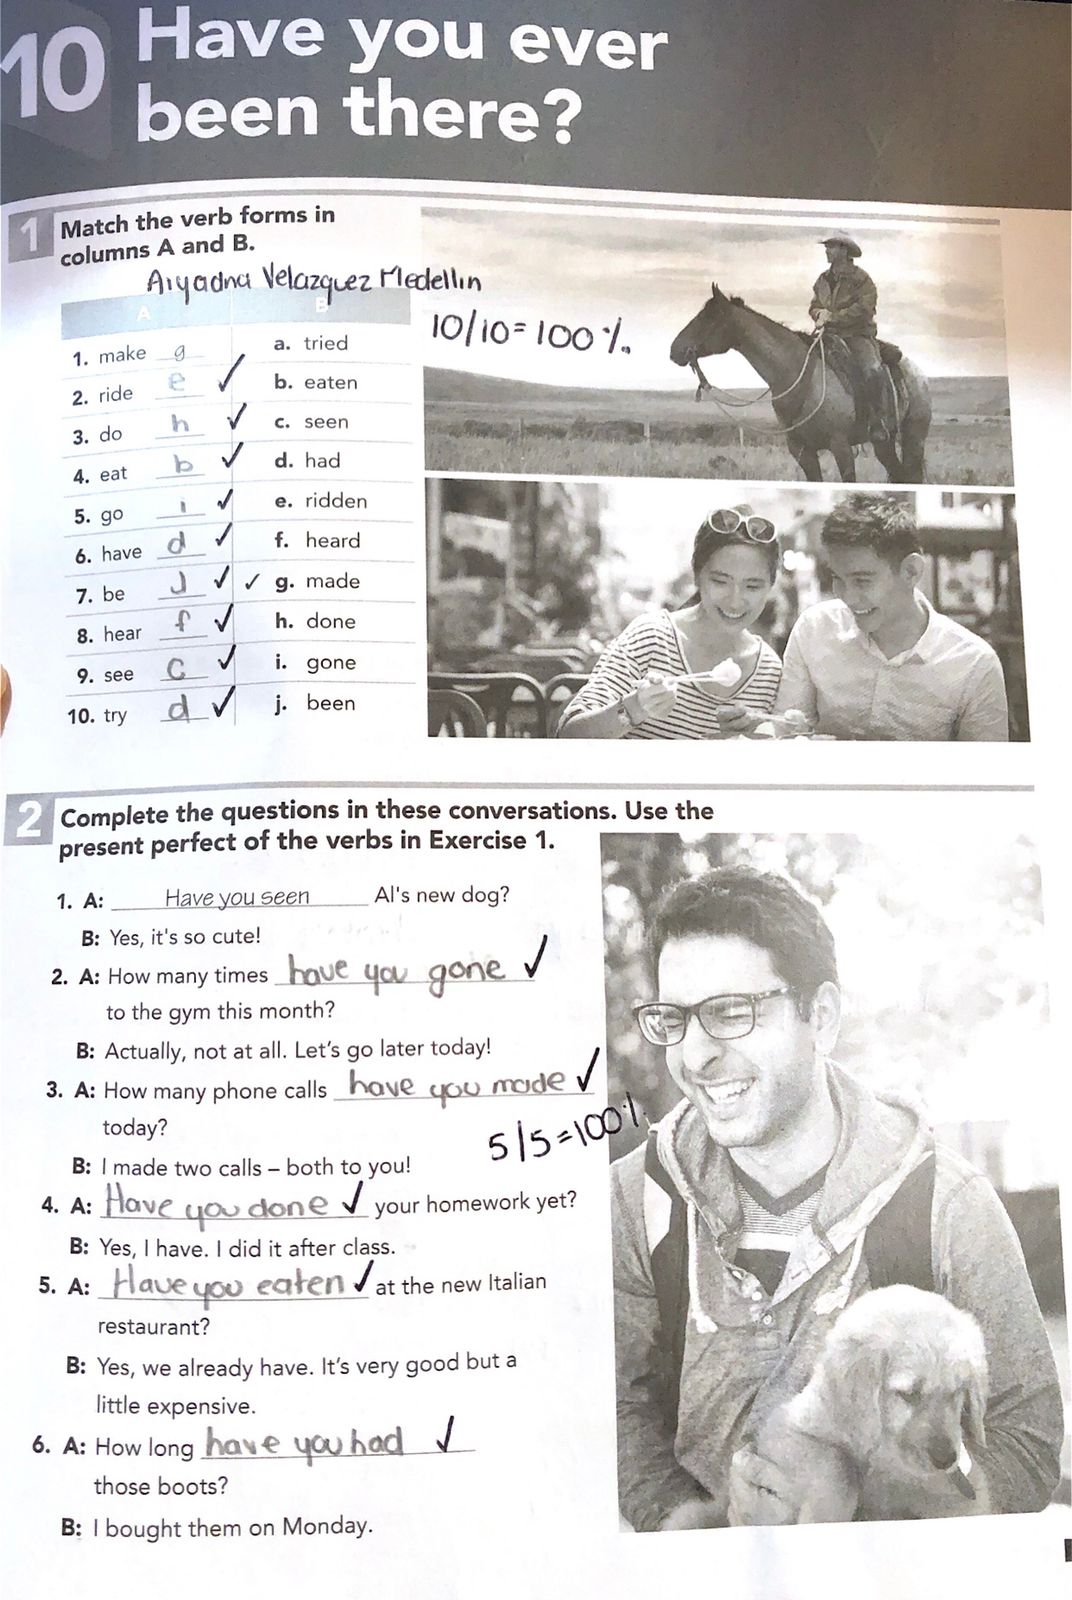 10 Have you ever
been there?
1 Match the verb forms in
columns A and B.
Aryadna Velazquez Medellin
A B
10/10=100%
1. make g
a. tried
2. ride e ✓
b. eaten
3. do h ✓
c. seen
4. eat b ✓
d. had
5. go i ✓
e. ridden
6. have d ✓
f. heard
7. be J ✓
✓ g. made
8. hear f ✓
h. done
9. see c ✓
i. gone
10. try d ✓
j. been
2 Complete the questions in these conversations. Use the
present perfect of the verbs in Exercise 1.
1. A: Have you seen Al's new dog?
B: Yes, it's so cute!
2. A: How many times have you gone ✓
to the gym this month?
B: Actually, not at all. Let's go later today!
3. A: How many phone calls have you made ✓
today?
5/5=100%
B: I made two calls – both to you!
4. A: Have you done ✓ your homework yet?
B: Yes, I have. I did it after class.
5. A: Have you eaten ✓ at the new Italian
restaurant?
B: Yes, we already have. It's very good but a
little expensive.
6. A: How long have you had ✓
those boots?
B: I bought them on Monday.